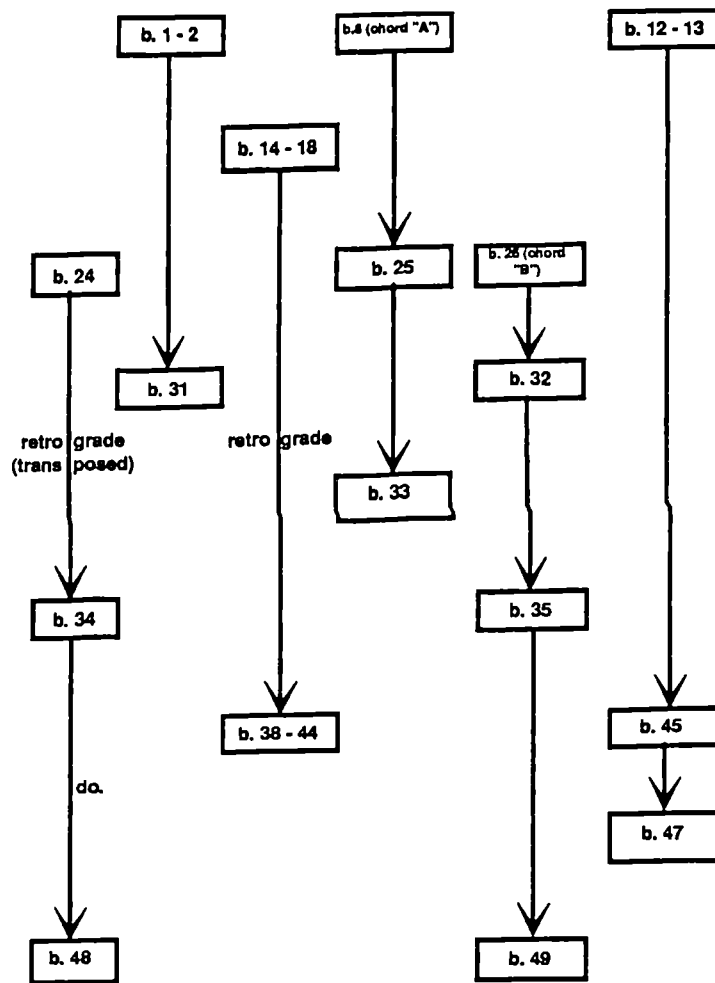 b. 1 - 2
b.8 (chord "A")
b. 12 - 13
b. 14 - 18
b. 24
b. 25
b. 26 (chord
"B")
b. 31
b. 32
retro grade
(trans posed)
retro grade
b. 33
b. 34
b. 35
b. 38 - 44
b. 45
do.
b. 47
b. 48
b. 49